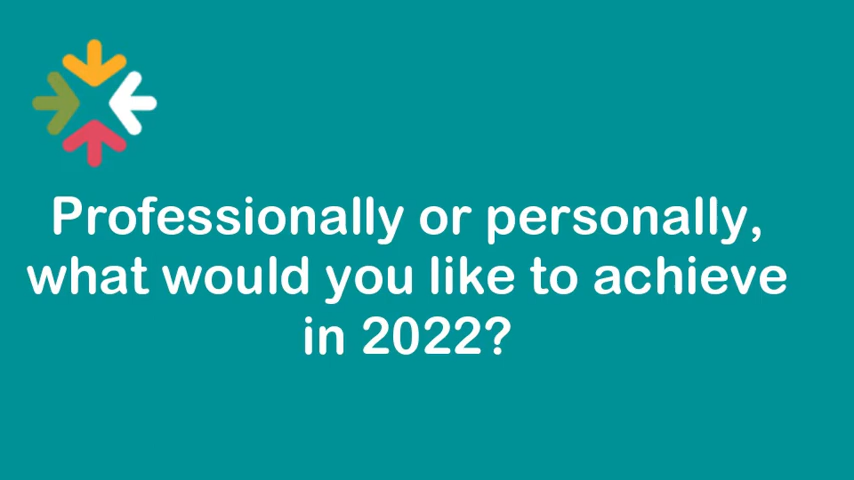 Professionally or personally,
what would you like to achieve
in 2022?